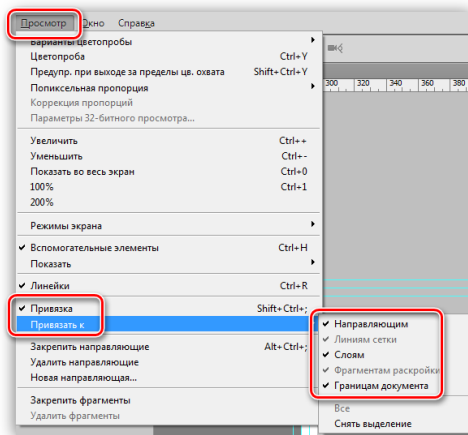 Просмотр Окно Справка
Варианты цветопробы
Цветопроба Ctrl+Y
Предупр. при выходе за пределы цв. охвата Shift+Ctrl+Y
Попиксельная пропорция
Коррекция пропорций
Параметры 32-битного просмотра...
300 320 340 360 380
Увеличить Ctrl++
Уменьшить Ctrl+-
Показать во весь экран Ctrl+0
100% Ctrl+1
200%
Режимы экрана
Вспомогательные элементы Ctrl+H
Показать
Линейки Ctrl+R
Привязка Shift+Ctrl+;
Привязать к
Закрепить направляющие Alt+Ctrl+;
Удалить направляющие
Новая направляющая...
Закрепить фрагменты
Удалить фрагменты
Направляющим
Линиям сетки
Слоям
Фрагментам раскройки
Границам документа
Все
Снять выделение